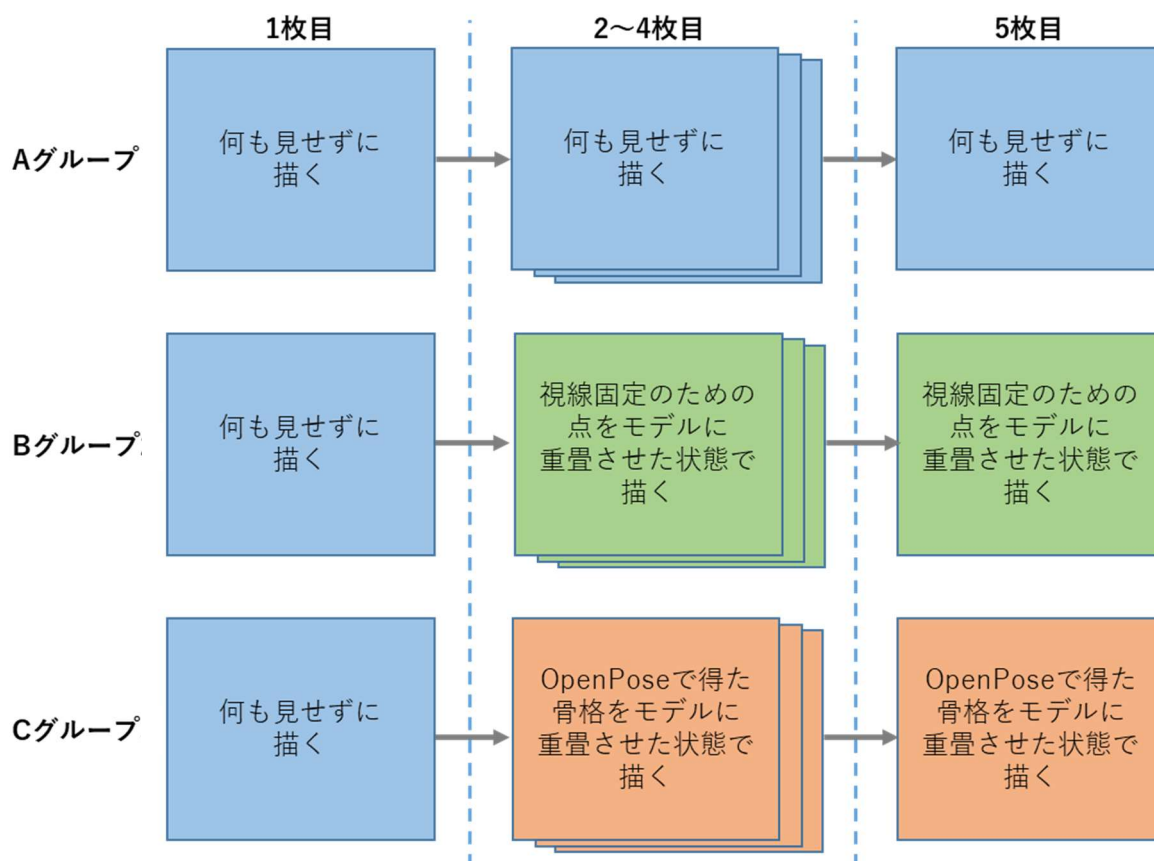 1枚目
2～4枚目
5枚目
Aグループ
何も見せずに
描く
何も見せずに
描く
何も見せずに
描く
Bグループ
何も見せずに
描く
視線固定のための
点をモデルに
重畳させた状態で
描く
視線固定のための
点をモデルに
重畳させた状態で
描く
Cグループ
何も見せずに
描く
OpenPoseで得た
骨格をモデルに
重畳させた状態で
描く
OpenPoseで得た
骨格をモデルに
重畳させた状態で
描く